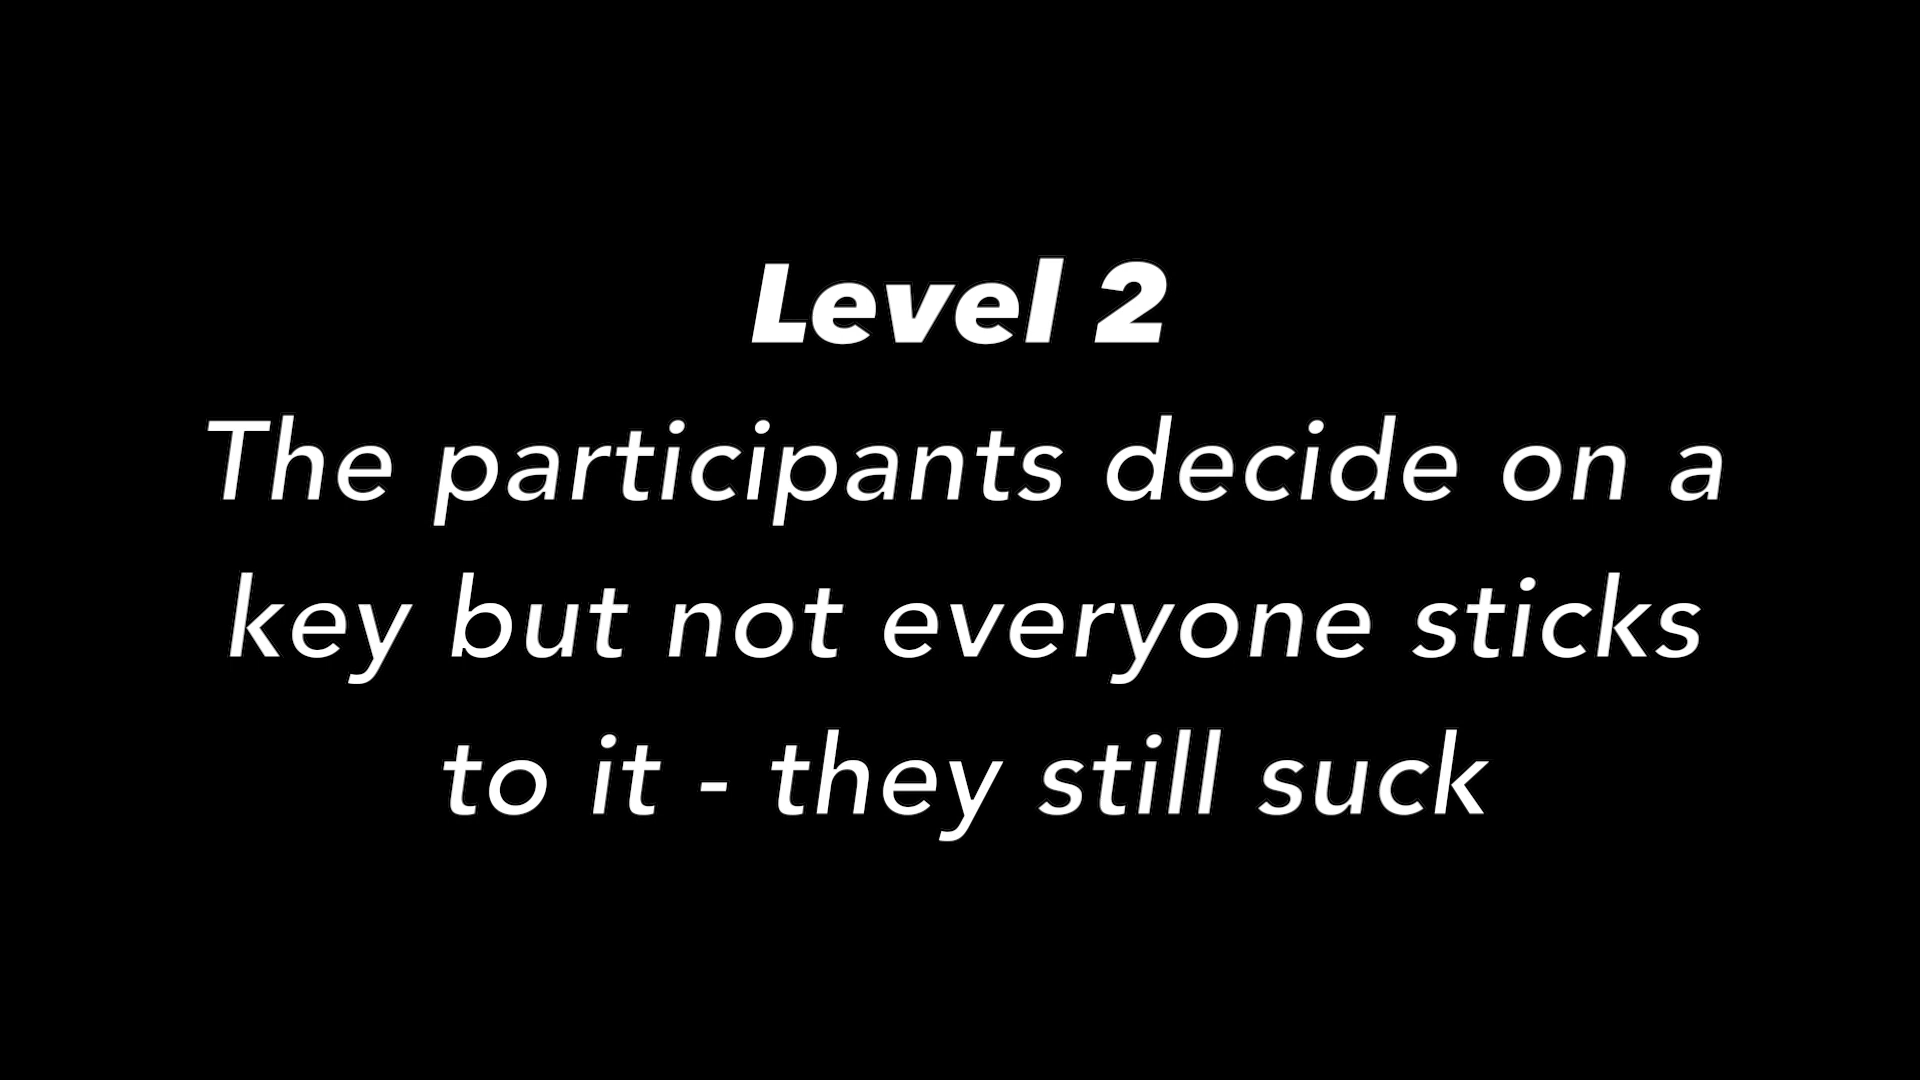 Level 2
The participants decide on a
key but not everyone sticks
to it - they still suck